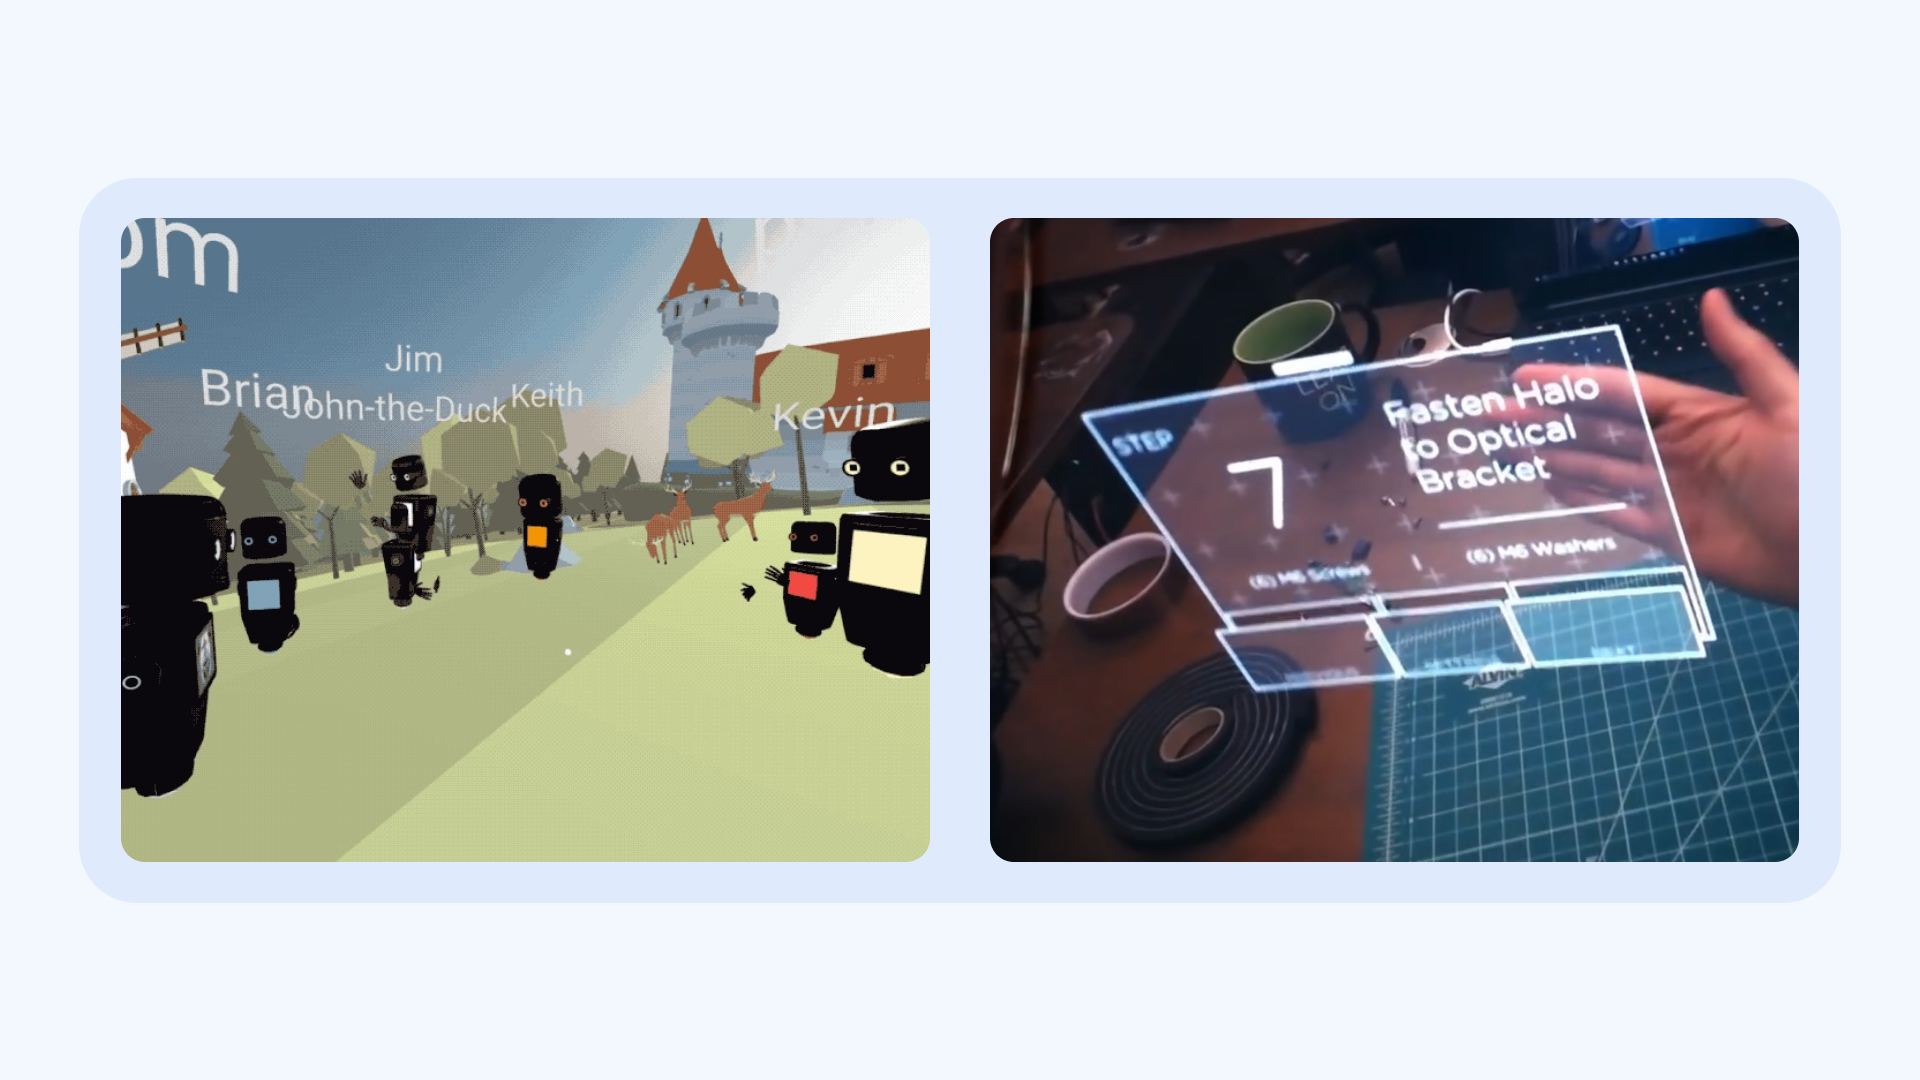 om
Jim
Brian
John-the-Duck
Keith
Kevin
STEP
7
Fasten Halo
to Optical
Bracket
(6) M6 Screws
(6) M6 Washers
NEXT
ALVIN